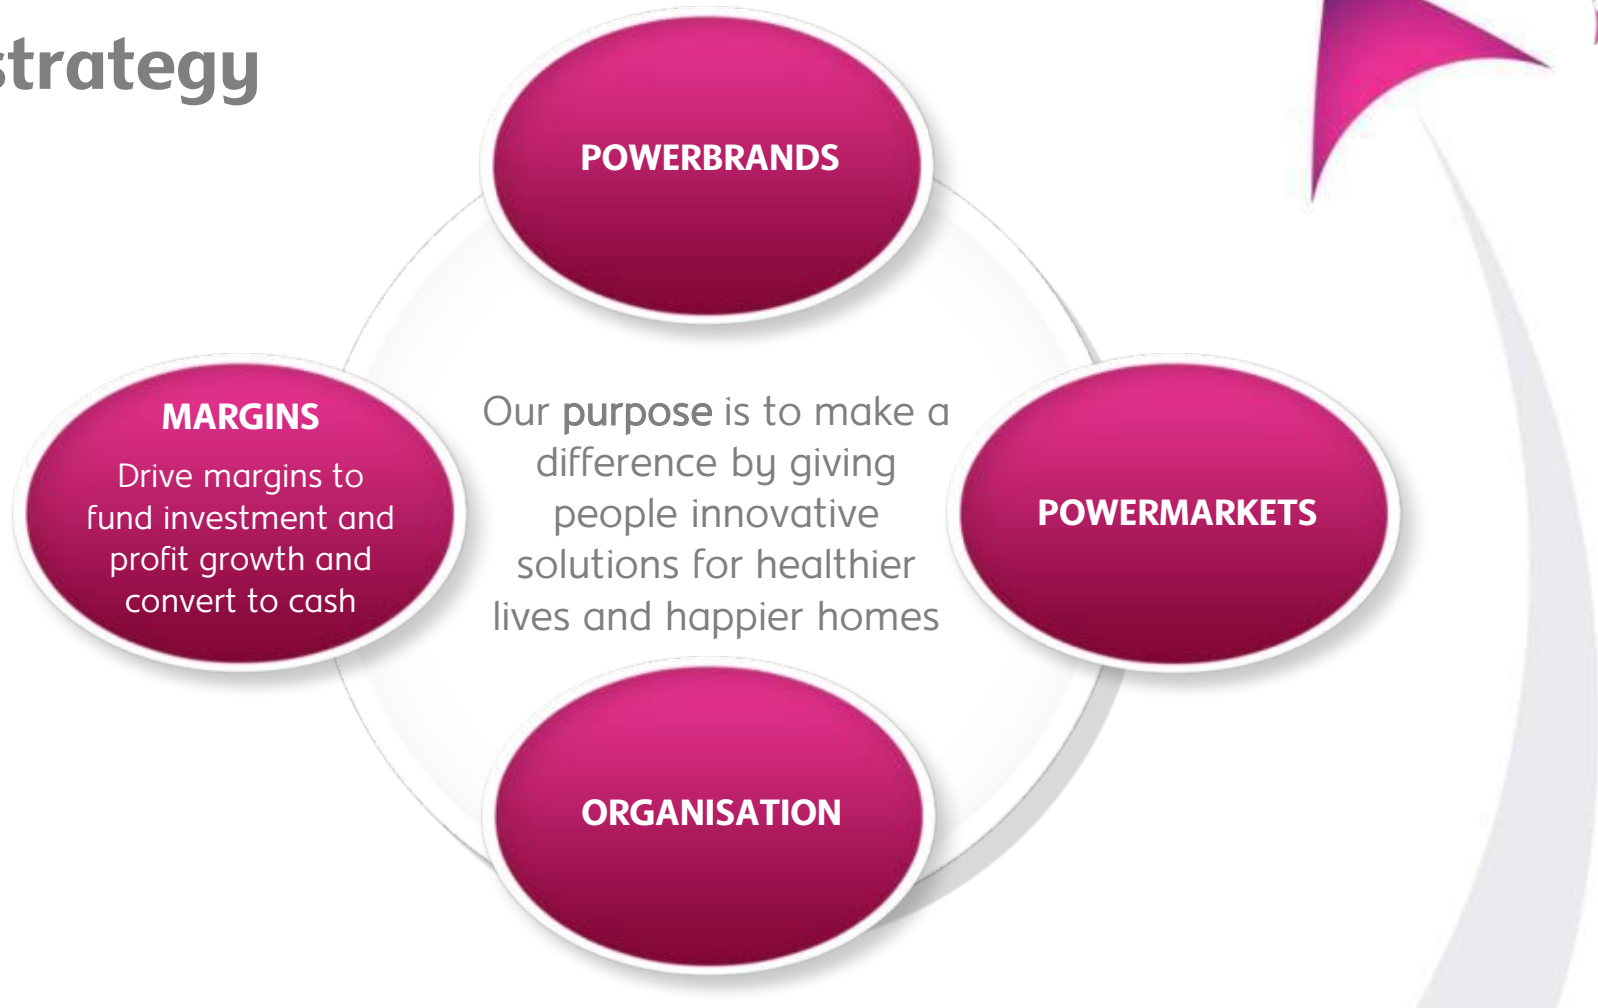 strategy
POWERBRANDS
MARGINS
Drive margins to
fund investment and
profit growth and
convert to cash
Our purpose is to make a
difference by giving
people innovative
solutions for healthier
lives and happier homes
POWERMARKETS
ORGANISATION